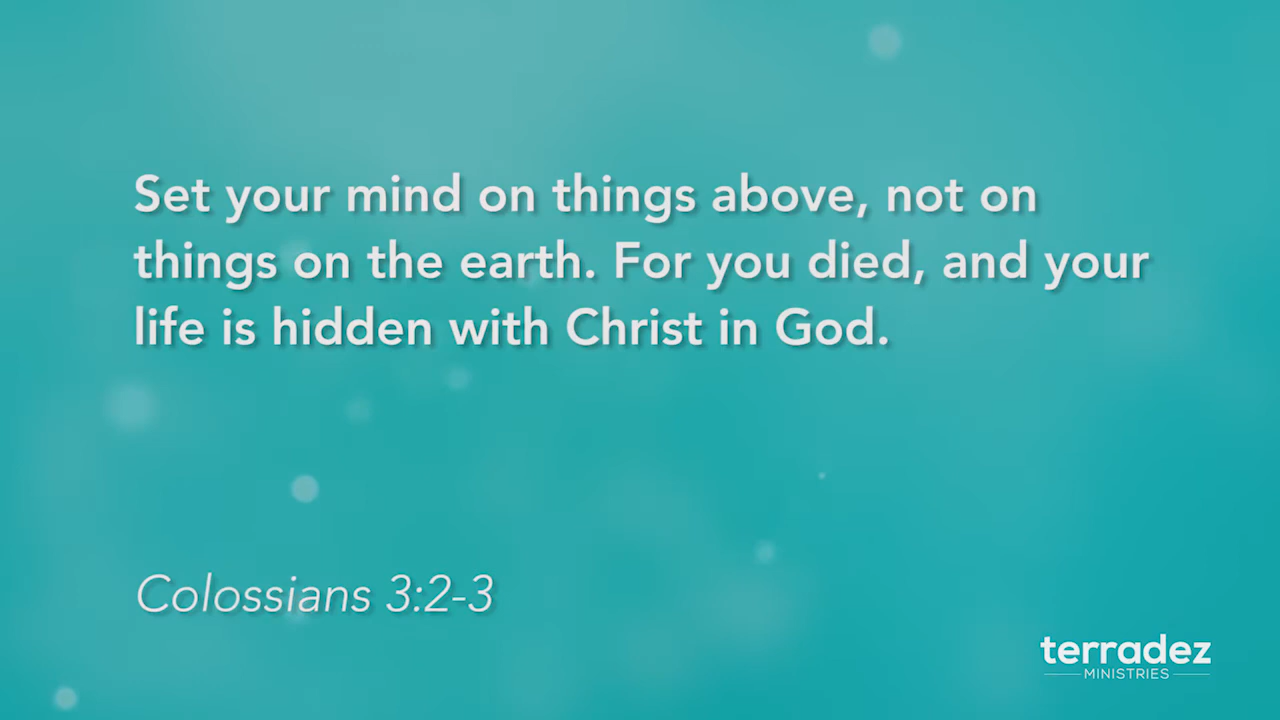 Set your mind on things above, not on
things on the earth. For you died, and your
life is hidden with Christ in God.
Colossians 3:2-3
terradez
MINISTRIES